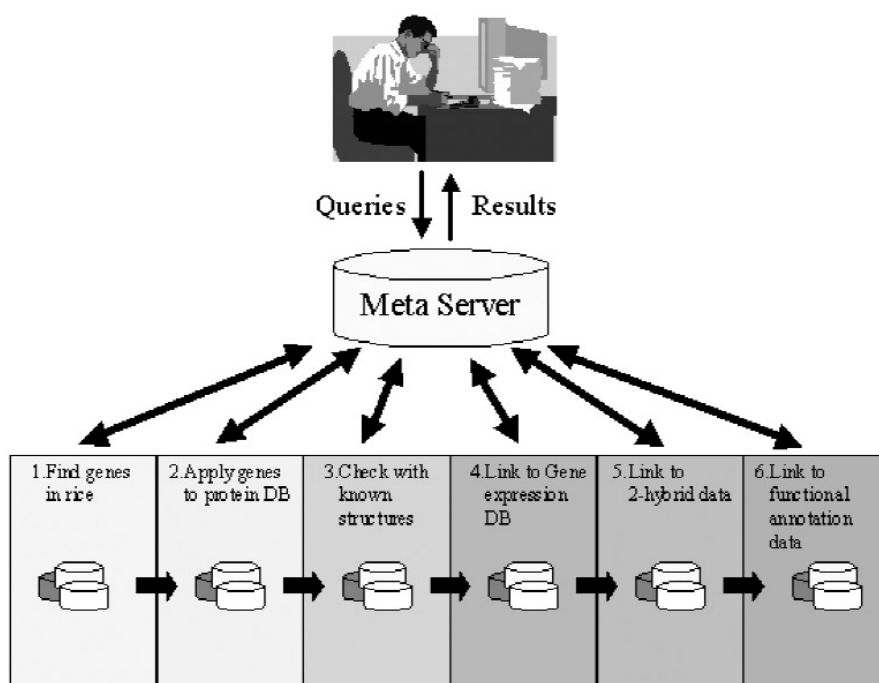 Queries Results
Meta Server
1.Find genes
in rice
2.Apply genes
to protein DB
3.Check with
known
structures
4.Link to Gene
expression
DB
5.Link to
2-hybrid data
6.Link to
functional
annotation
data